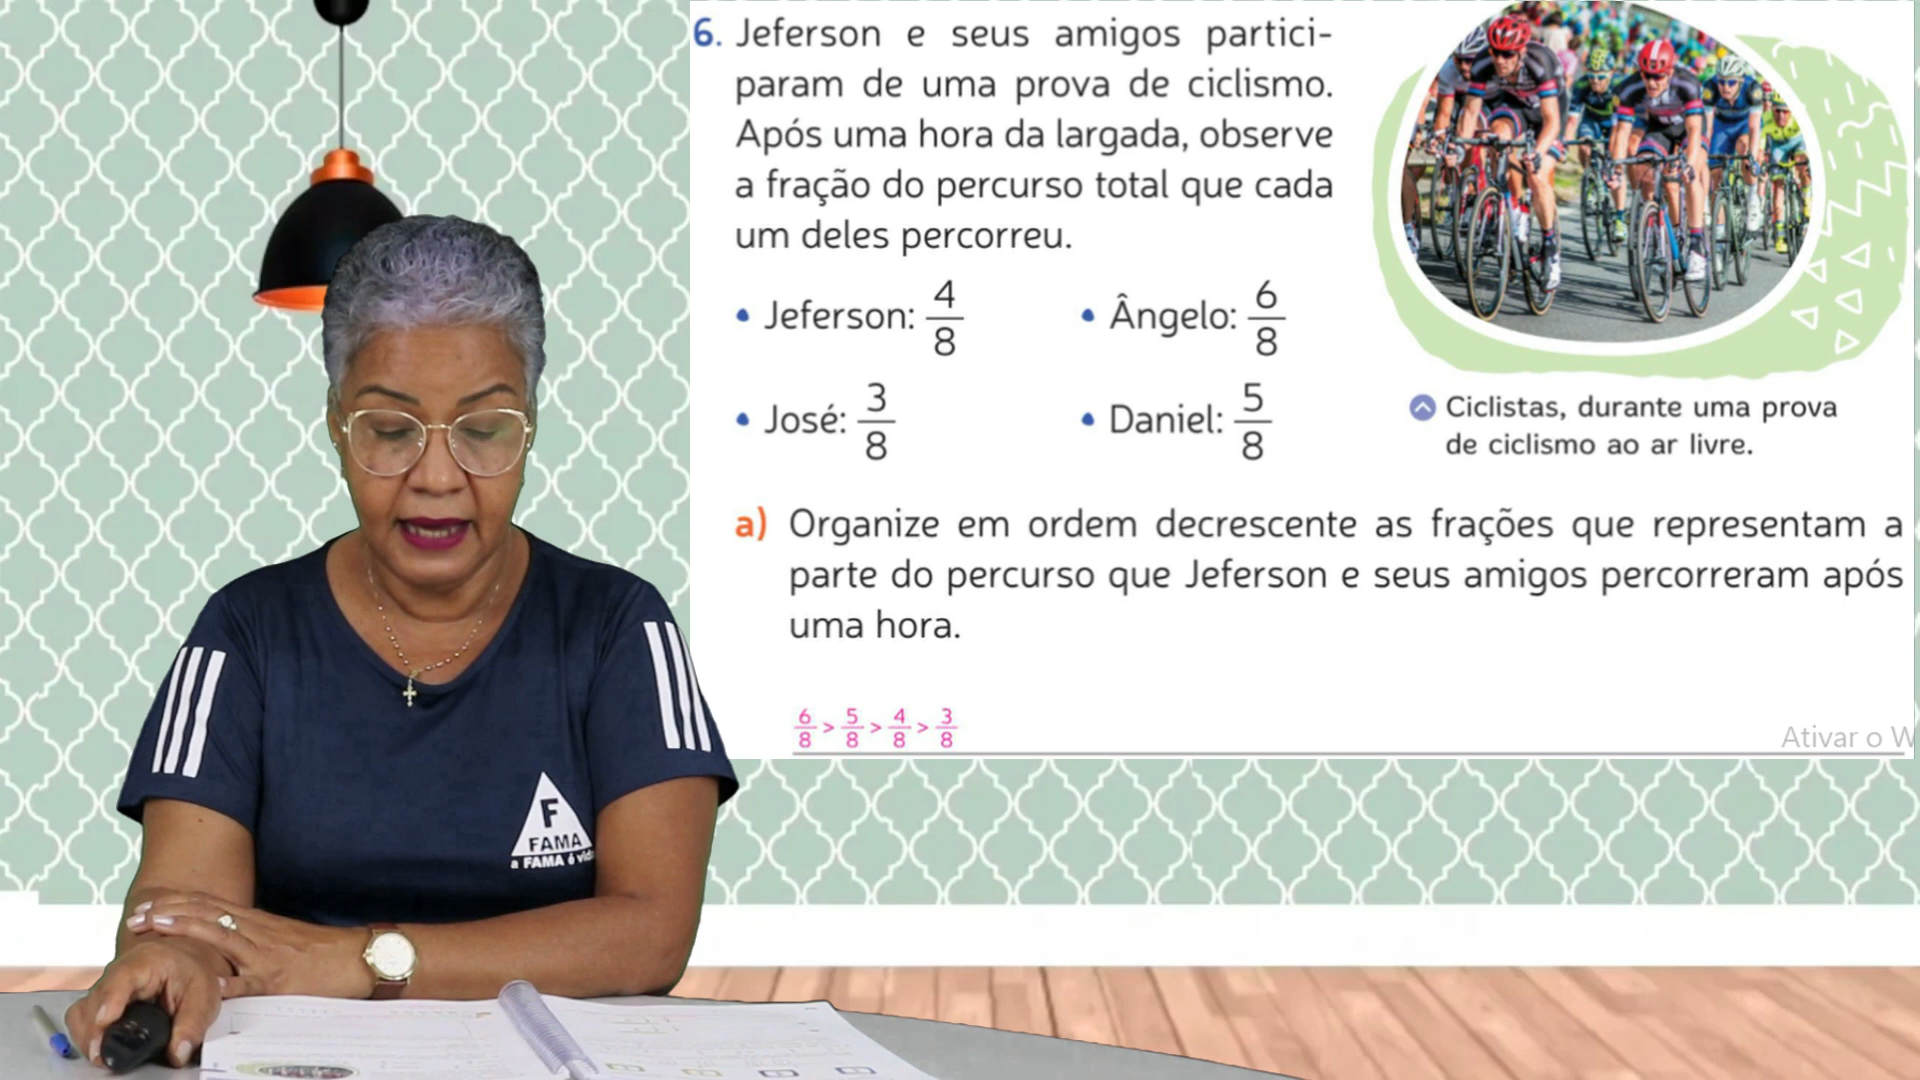 6. Jeferson e seus amigos partici-
param de uma prova de ciclismo.
Após uma hora da largada, observe
a fração do percurso total que cada
um deles percorreu.
• Jeferson: 4/8
• Ângelo: 6/8
• José: 3/8
• Daniel: 5/8
Ciclistas, durante uma prova
de ciclismo ao ar livre.
a) Organize em ordem decrescente as frações que representam a
parte do percurso que Jeferson e seus amigos percorreram após
uma hora.
6/8 > 5/8 > 4/8 > 3/8
Ativar o W
F
FAMA
a FAMA é vid